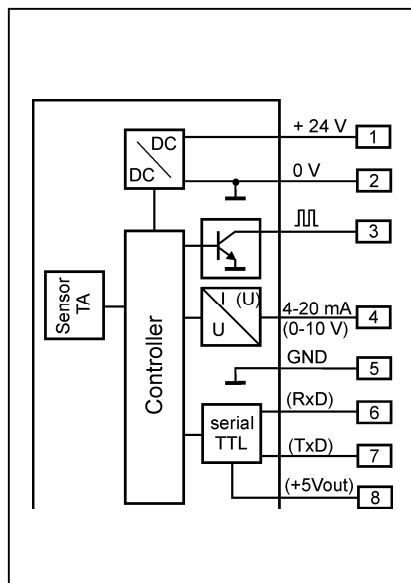 + 24 V
1
DC
DC
0 V
2
3
Sensor
TA
Controller
I (U)
U
4-20 mA
(0-10 V)
4
GND
5
serial
TTL
(RxD)
6
(TxD)
7
(+5Vout)
8